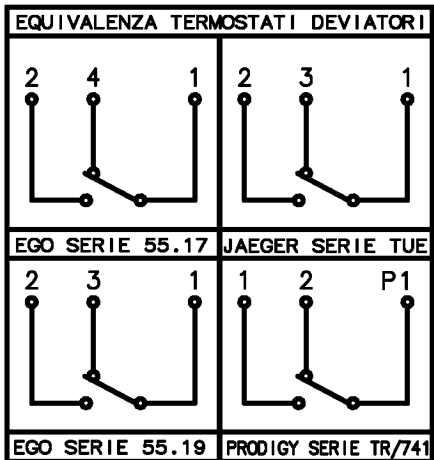 EQUIVALENZA TERMOSTATI DEVIATORI
2 4 1 2 3 1
EGO SERIE 55.17 JAEGER SERIE TUE
2 3 1 1 2 P1
EGO SERIE 55.19 PRODIGY SERIE TR/741